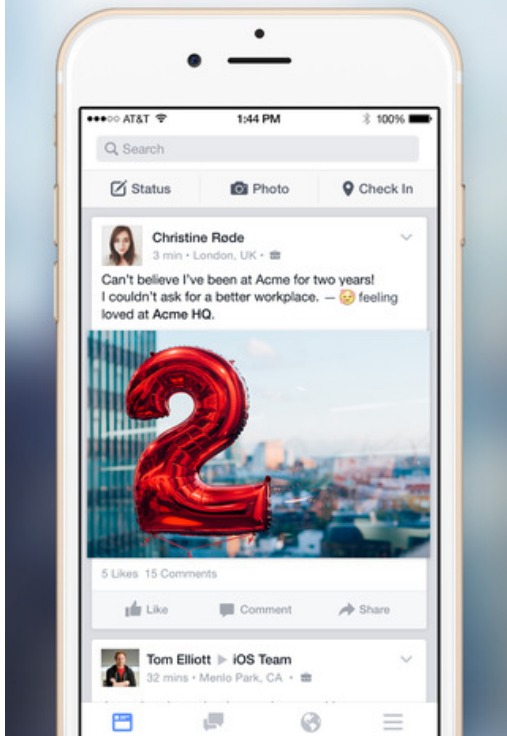 AT&T 1:44 PM 100%
Search
Status Photo Check In
Christine Røde
3 min • London, UK •
Can't believe I've been at Acme for two years!
I couldn't ask for a better workplace. — feeling
loved at Acme HQ.
2
5 Likes 15 Comments
Like Comment Share
Tom Elliott iOS Team
32 mins • Menlo Park, CA •